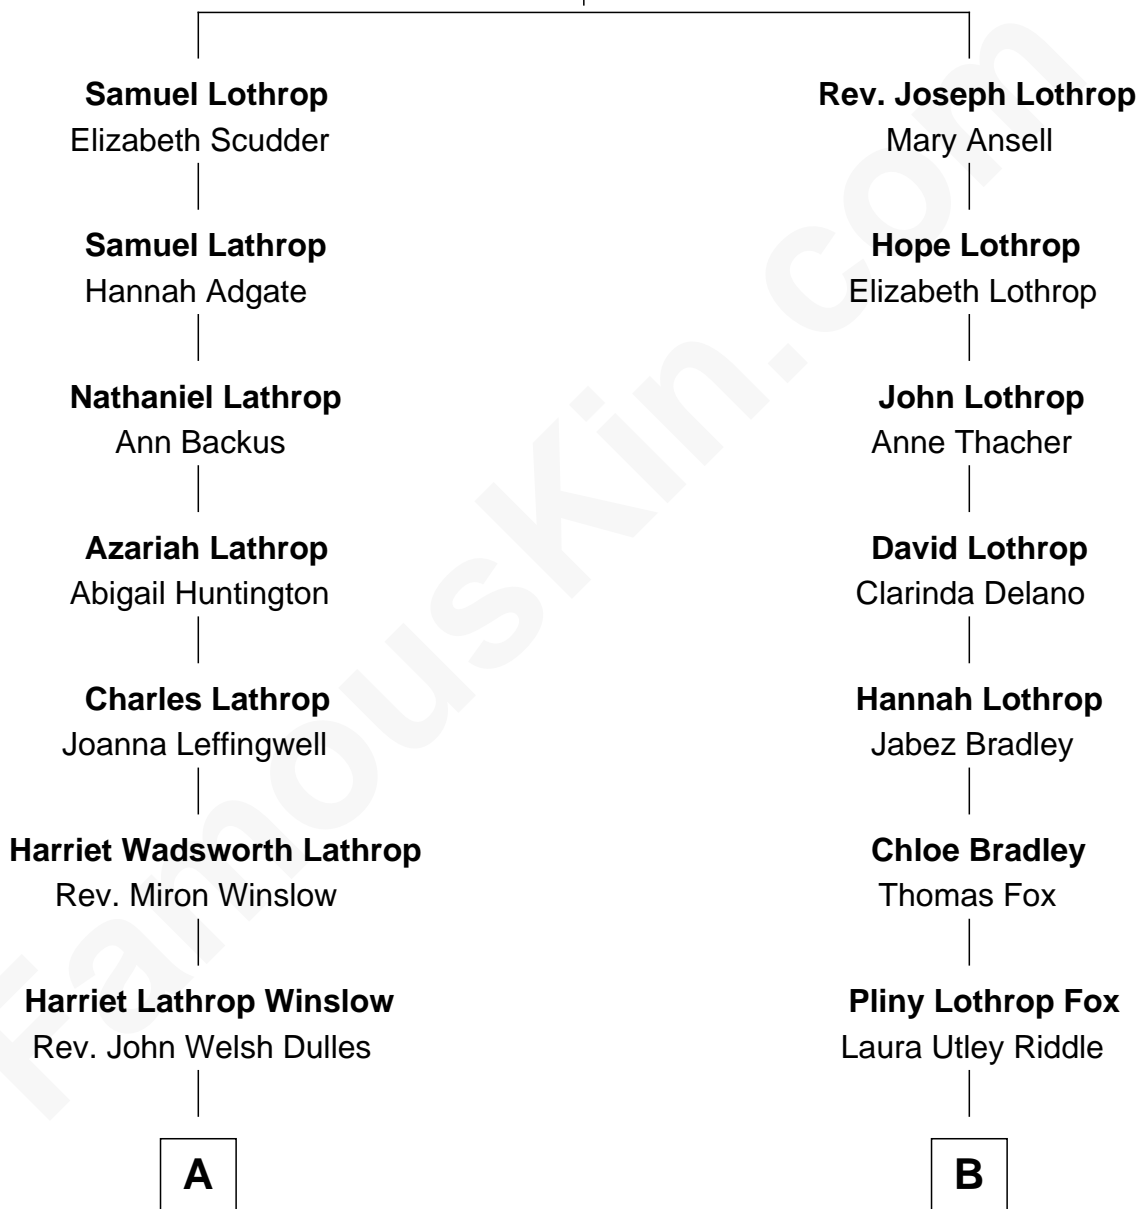 Samuel Lothrop
Elizabeth Scudder
Samuel Lathrop
Hannah Adgate
Nathaniel Lathrop
Ann Backus
Azariah Lathrop
Abigail Huntington
Charles Lathrop
Joanna Leffingwell
Harriet Wadsworth Lathrop
Rev. Miron Winslow
Harriet Lathrop Winslow
Rev. John Welsh Dulles
A
Rev. Joseph Lothrop
Mary Ansell
Hope Lothrop
Elizabeth Lothrop
John Lothrop
Anne Thacher
David Lothrop
Clarinda Delano
Hannah Lothrop
Jabez Bradley
Chloe Bradley
Thomas Fox
Pliny Lothrop Fox
Laura Utley Riddle
B
FamousKin.com